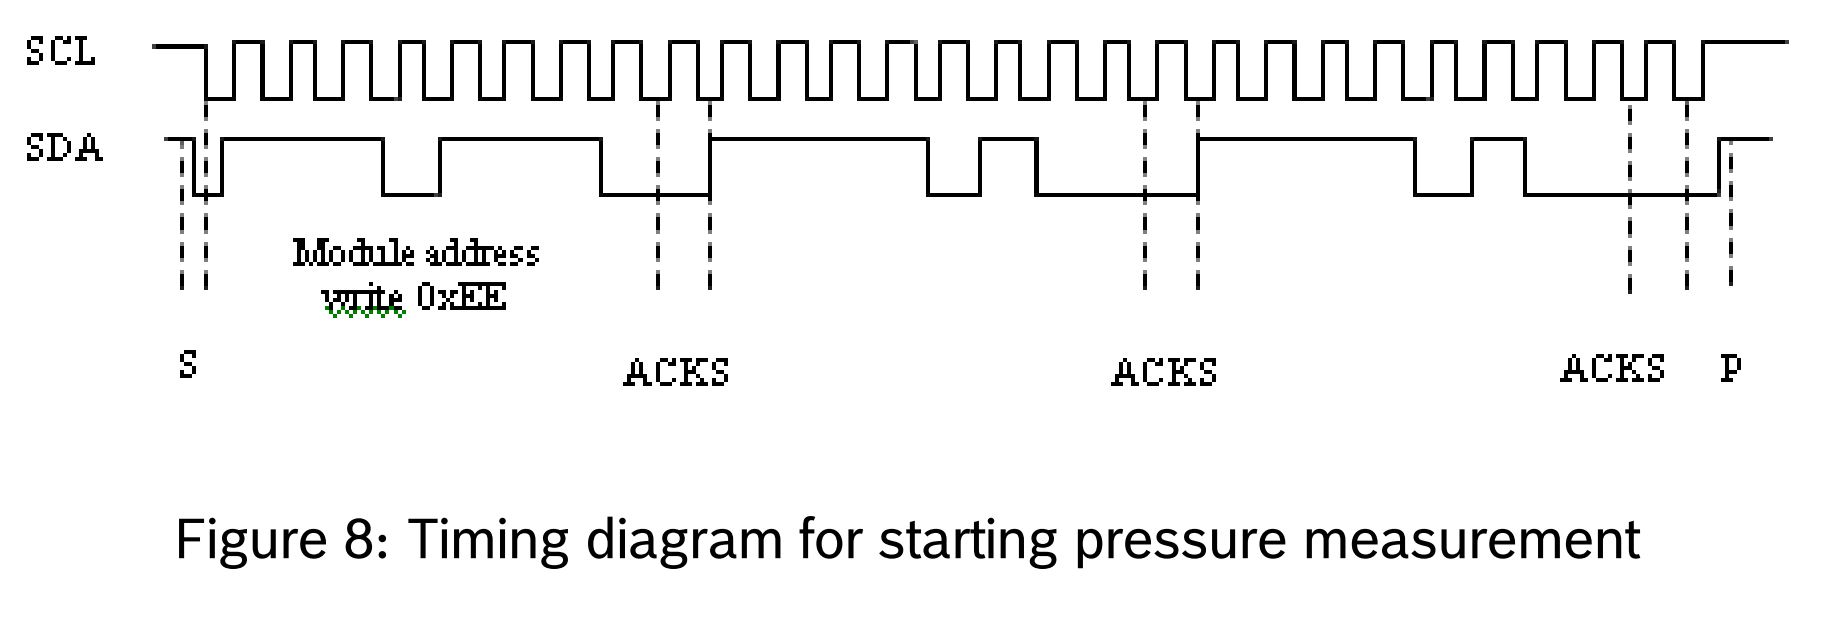 SCL
SDA
Module address
write 0xEE
S
ACKS
ACKS
ACKS
P
Figure 8: Timing diagram for starting pressure measurement